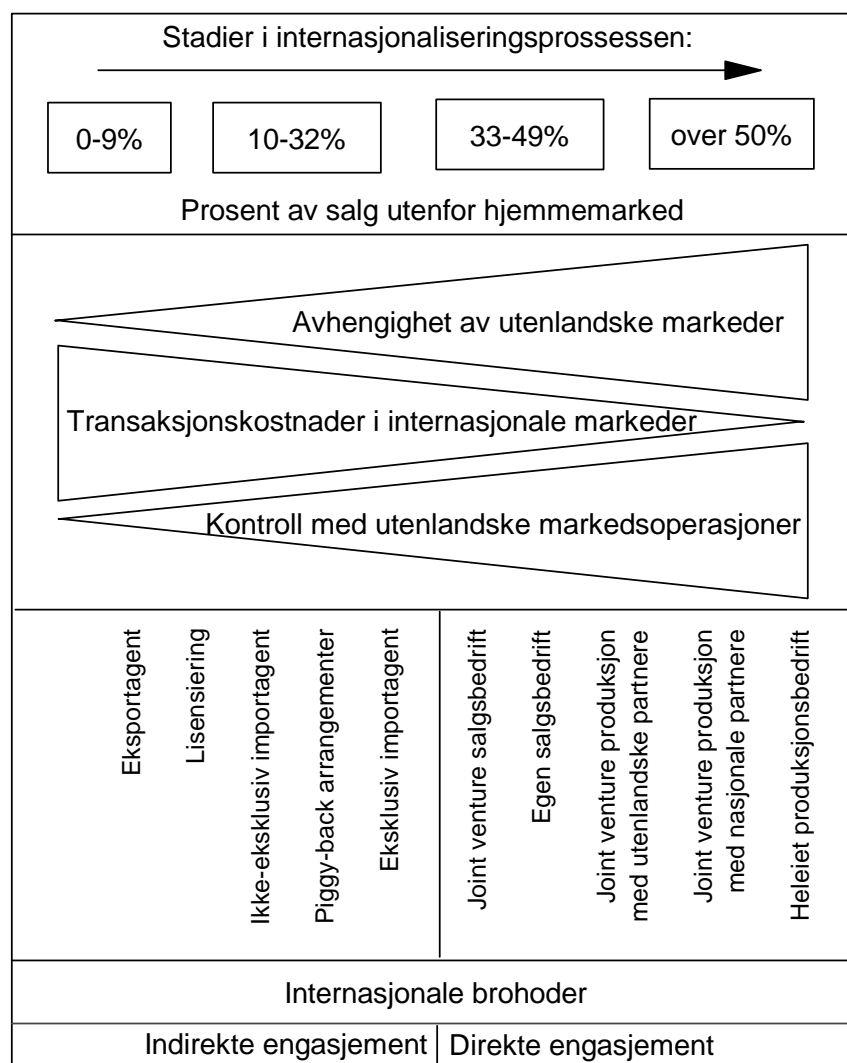 Stadier i internasjonaliseringsprossessen:
0-9%
10-32%
33-49%
over 50%
Prosent av salg utenfor hjemmemarked
Avhengighet av utenlandske markeder
Transaksjonskostnader i internasjonale markeder
Kontroll med utenlandske markedsoperasjoner
Eksportagent
Lisensiering
Ikke-eksklusiv importagent
Piggy-back arrangementer
Eksklusiv importagent
Joint venture salgsbedrift
Egen salgsbedrift
Joint venture produksjon
med utenlandske partnere
Joint venture produksjon
med nasjonale partnere
Heleiet produksjonsbedrift
Internasjonale brohoder
Indirekte engasjement
Direkte engasjement